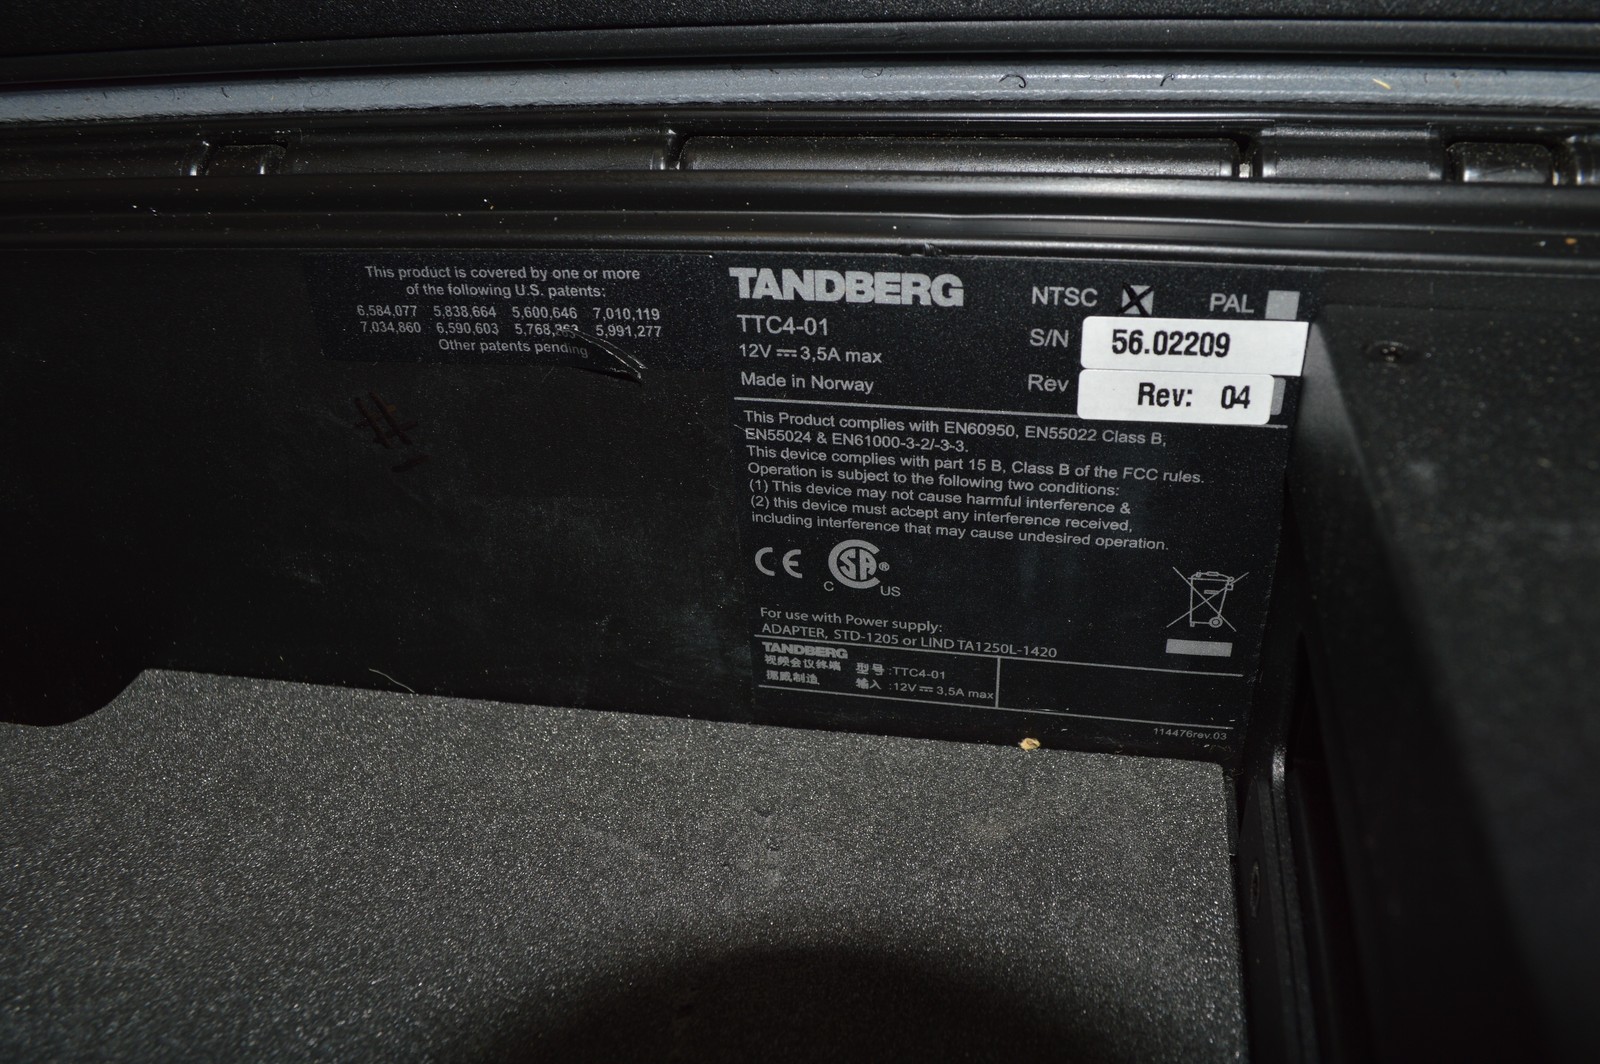 This product is covered by one or more
of the following U.S. patents:
6,584,077 5,838,664 5,600,646 7,010,119
7,034,860 6,590,603 5,768, 5,991,277
Other patents pending
#
TANDBERG
TTC4-01
12V ⎓ 3,5A max
Made in Norway
NTSC PAL
S/N 56.02209
Rev Rev: 04
This Product complies with EN60950, EN55022 Class B,
EN55024 & EN61000-3-2/-3-3.
This device complies with part 15 B, Class B of the FCC rules.
Operation is subject to the following two conditions:
(1) This device may not cause harmful interference &
(2) this device must accept any interference received,
including interference that may cause undesired operation.
CE
C SA® US
For use with Power supply:
ADAPTER, STD-1205 or LIND TA1250L-1420
TANDBERG
视频会议终端 型号 :TTC4-01
挪威制造 输入 :12V ⎓ 3,5A max
114476rev.03